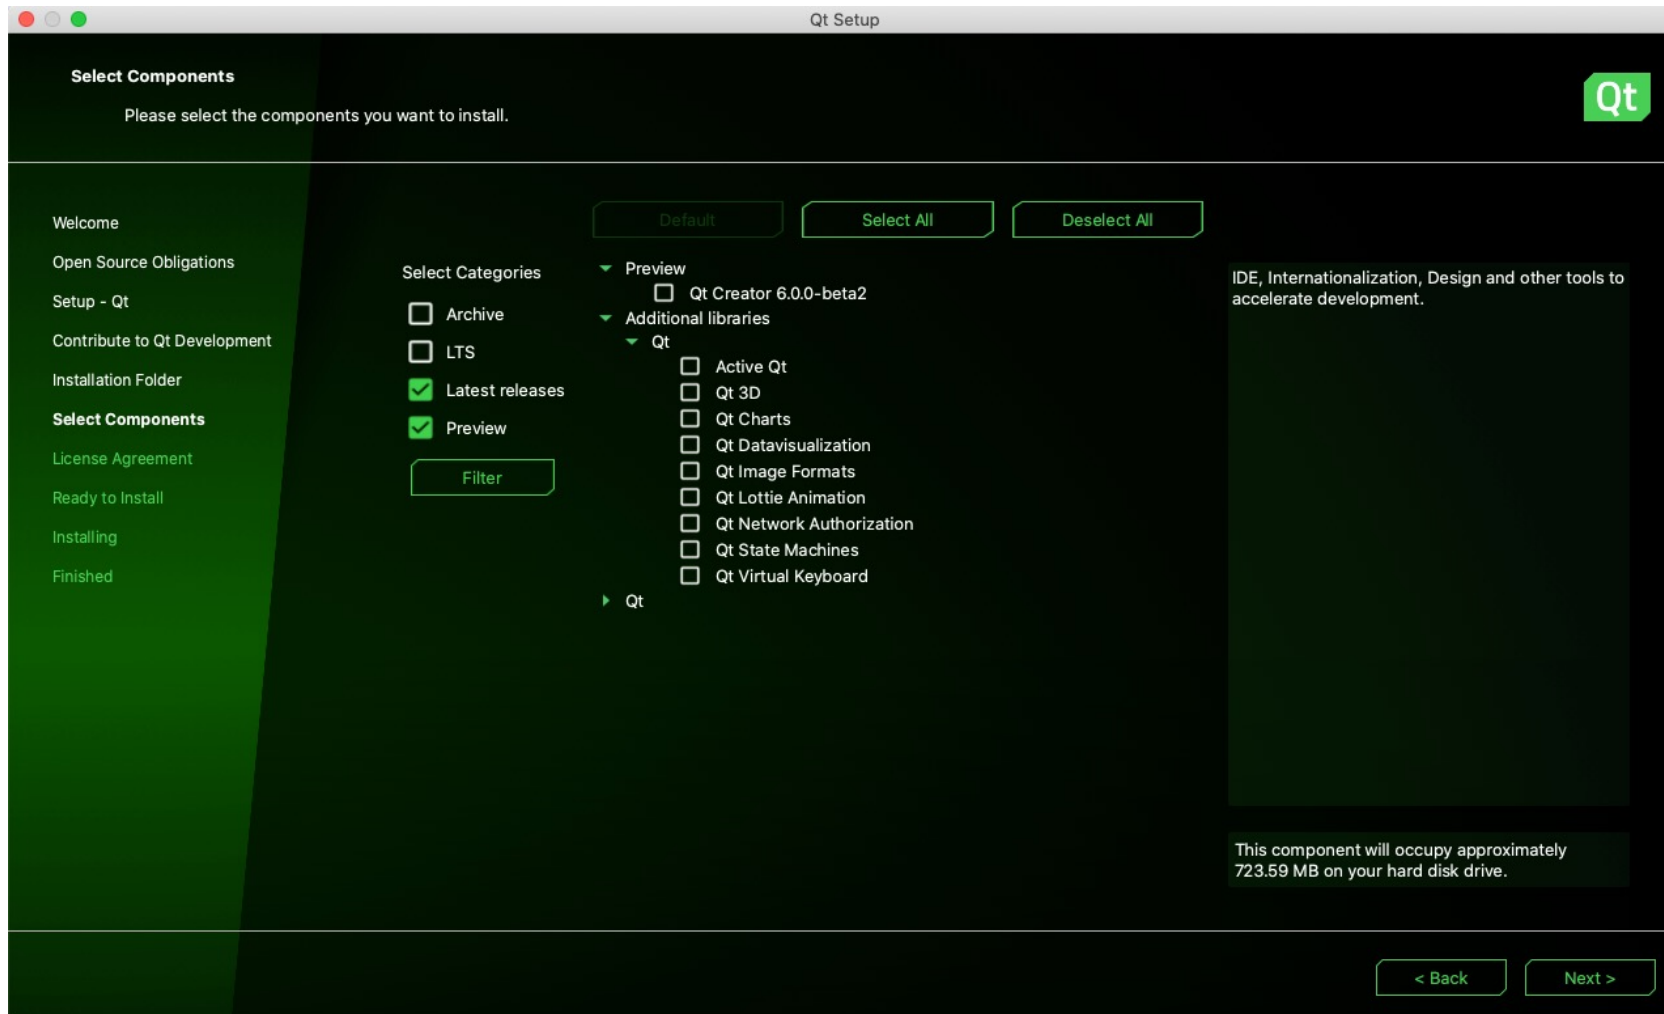 Qt Setup
Select Components
Please select the components you want to install.
Qt
Welcome
Open Source Obligations
Setup - Qt
Contribute to Qt Development
Installation Folder
Select Components
License Agreement
Ready to Install
Installing
Finished
Select Categories
Archive
LTS
Latest releases
Preview
Filter
Default
Select All
Deselect All
Preview
Qt Creator 6.0.0-beta2
Additional libraries
Qt
Active Qt
Qt 3D
Qt Charts
Qt Datavisualization
Qt Image Formats
Qt Lottie Animation
Qt Network Authorization
Qt State Machines
Qt Virtual Keyboard
Qt
IDE, Internationalization, Design and other tools to
accelerate development.
This component will occupy approximately
723.59 MB on your hard disk drive.
< Back
Next >